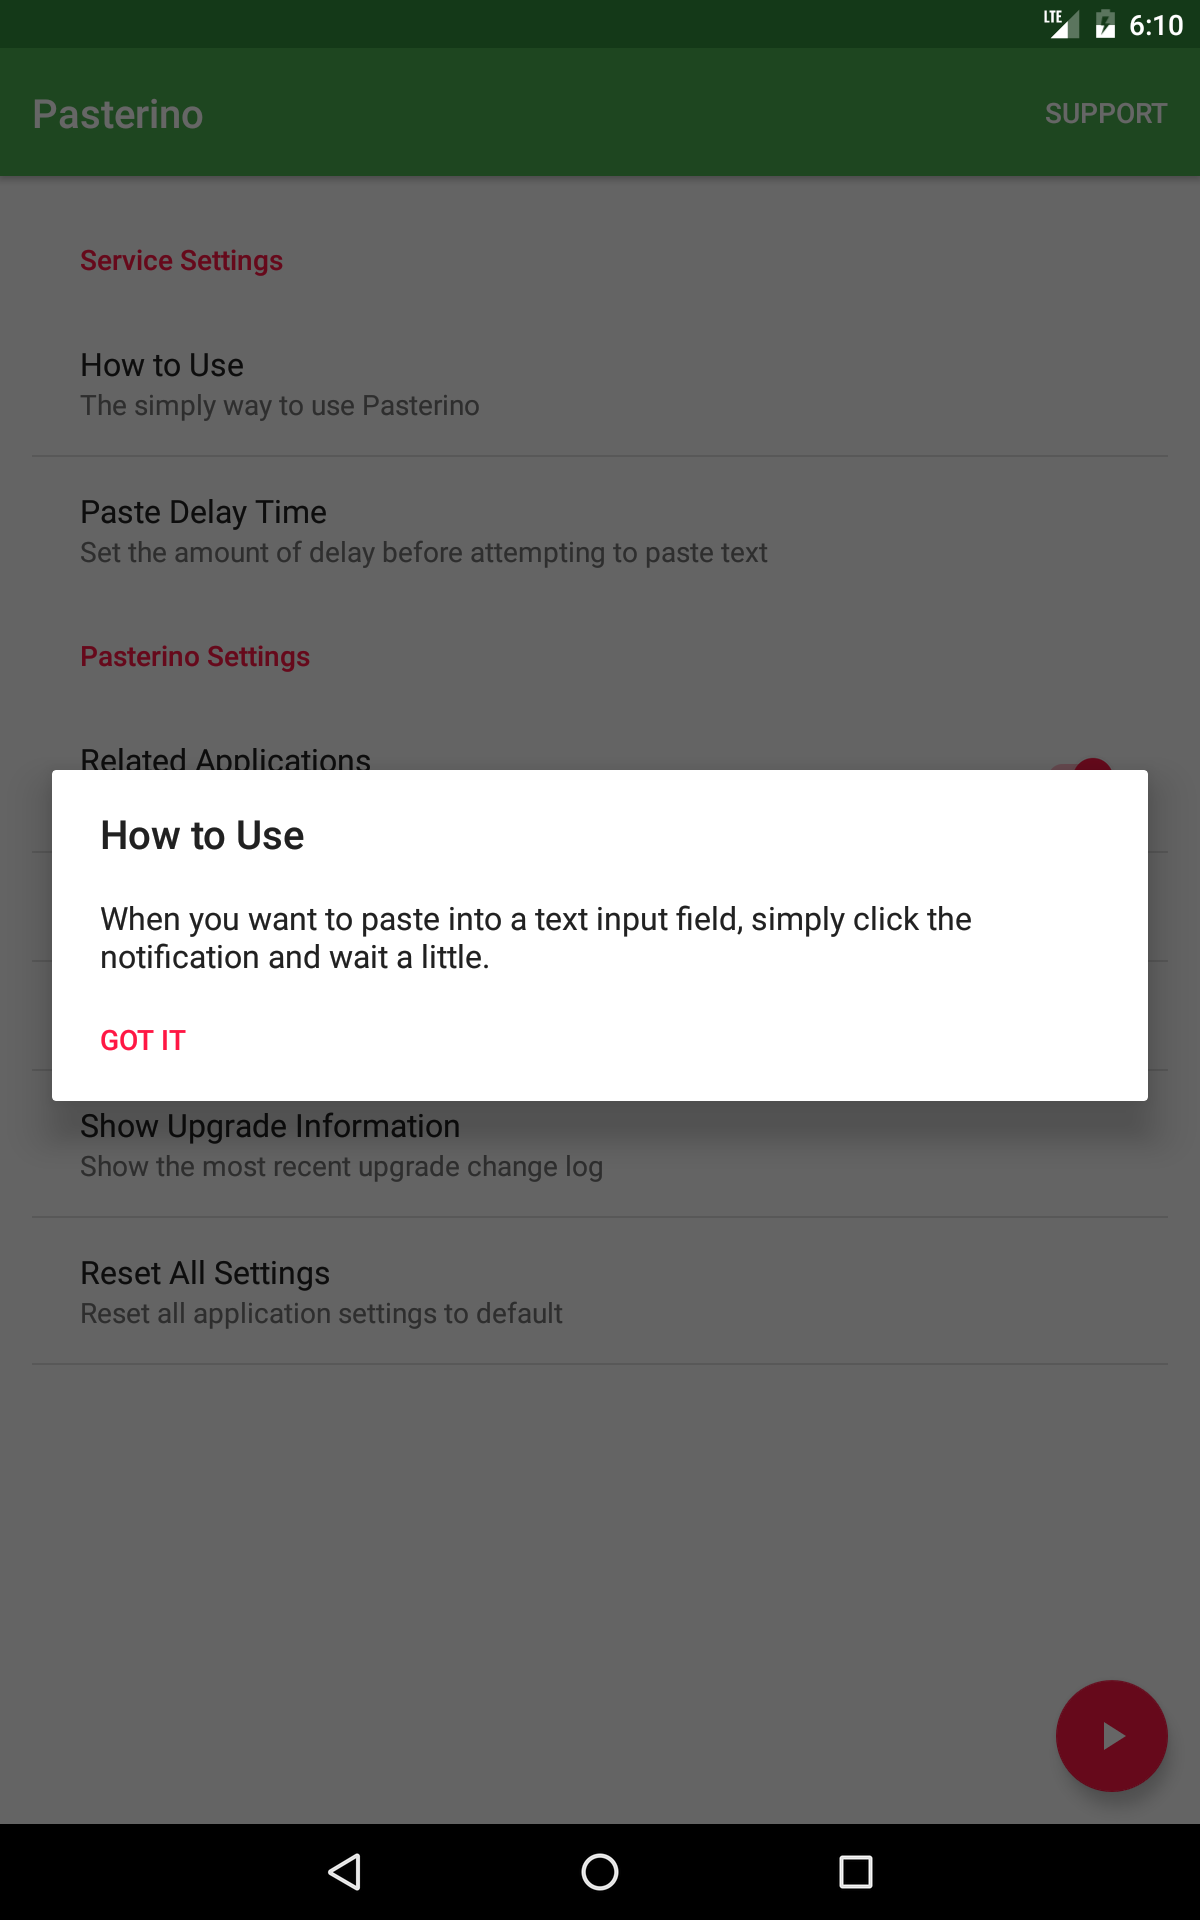 LTE 6:10
Pasterino SUPPORT
Service Settings
How to Use
The simply way to use Pasterino
Paste Delay Time
Set the amount of delay before attempting to paste text
Pasterino Settings
Related Applications
How to Use
When you want to paste into a text input field, simply click the
notification and wait a little.
GOT IT
Show Upgrade Information
Show the most recent upgrade change log
Reset All Settings
Reset all application settings to default